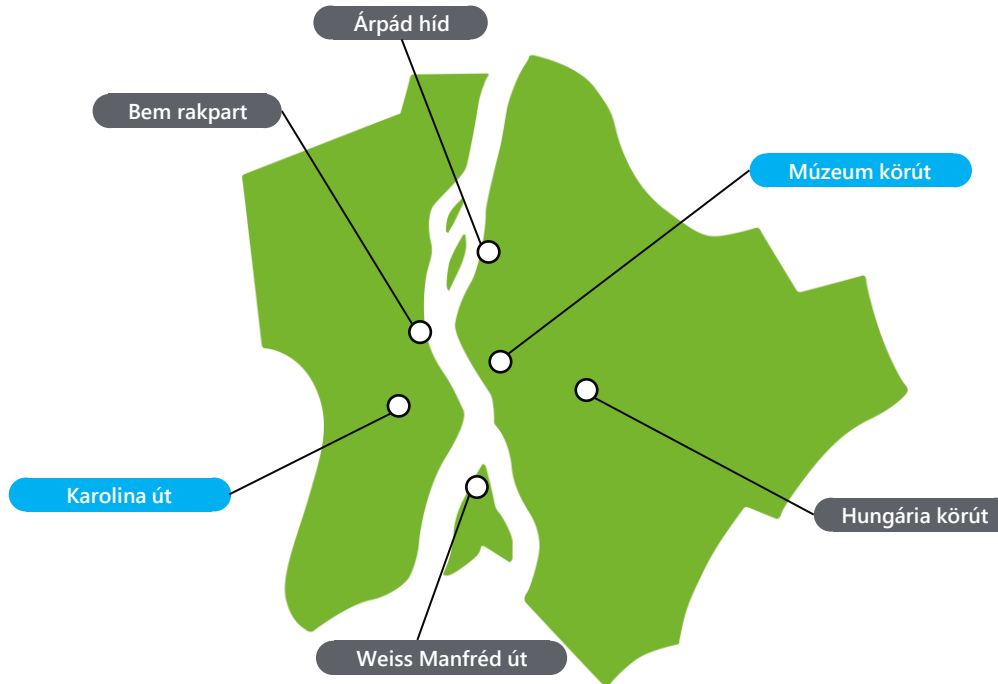 Árpád híd
Bem rakpart
Múzeum körút
Karolina út
Hungária körút
Weiss Manfréd út